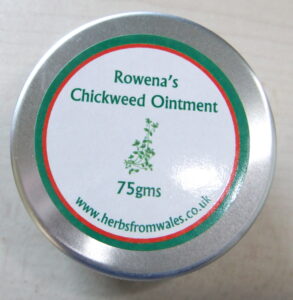 Rowena's
Chickweed Ointment
75gms
www.herbsfromwales.co.uk